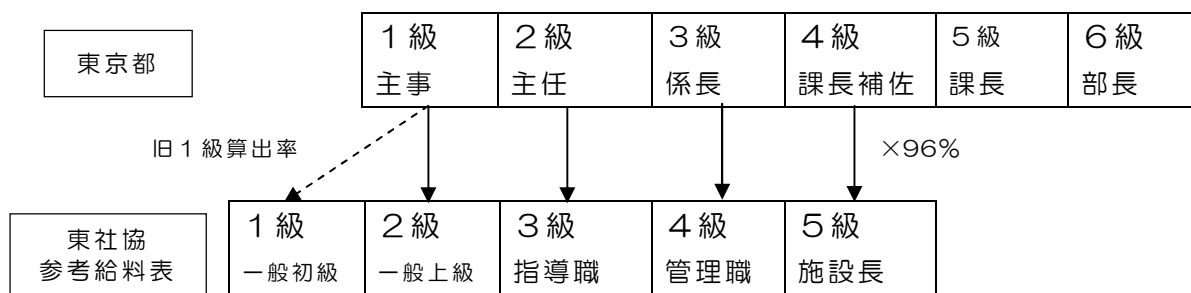 東京都
1級 2級 3級 4級 5級 6級
主事 主任 係長 課長補佐 課長 部長
旧1級算出率
×96%
東社協
参考給料表
1級 2級 3級 4級 5級
一般初級 一般上級 指導職 管理職 施設長